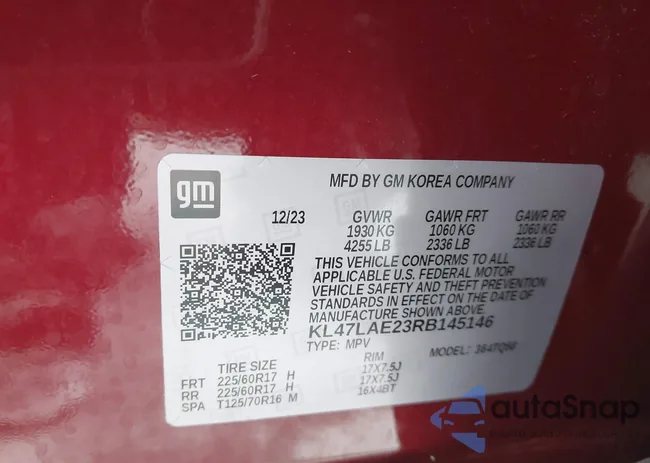 gm
MFD BY GM KOREA COMPANY
12/23 GVWR GAWR FRT GAWR RR
1930 KG 1060 KG 1060 KG
4255 LB 2336 LB 2336 LB
THIS VEHICLE CONFORMS TO ALL
APPLICABLE U.S. FEDERAL MOTOR
VEHICLE SAFETY AND THEFT PREVENTION
STANDARDS IN EFFECT ON THE DATE OF
MANUFACTURE SHOWN ABOVE.
KL47LAE23RB145146
TYPE: MPV MODEL:
TIRE SIZE RIM
FRT 225/60R17 H 17X7.5J
RR 225/60R17 H 17X7.5J
SPA T125/70R16 M 16X4BT
autoSnap